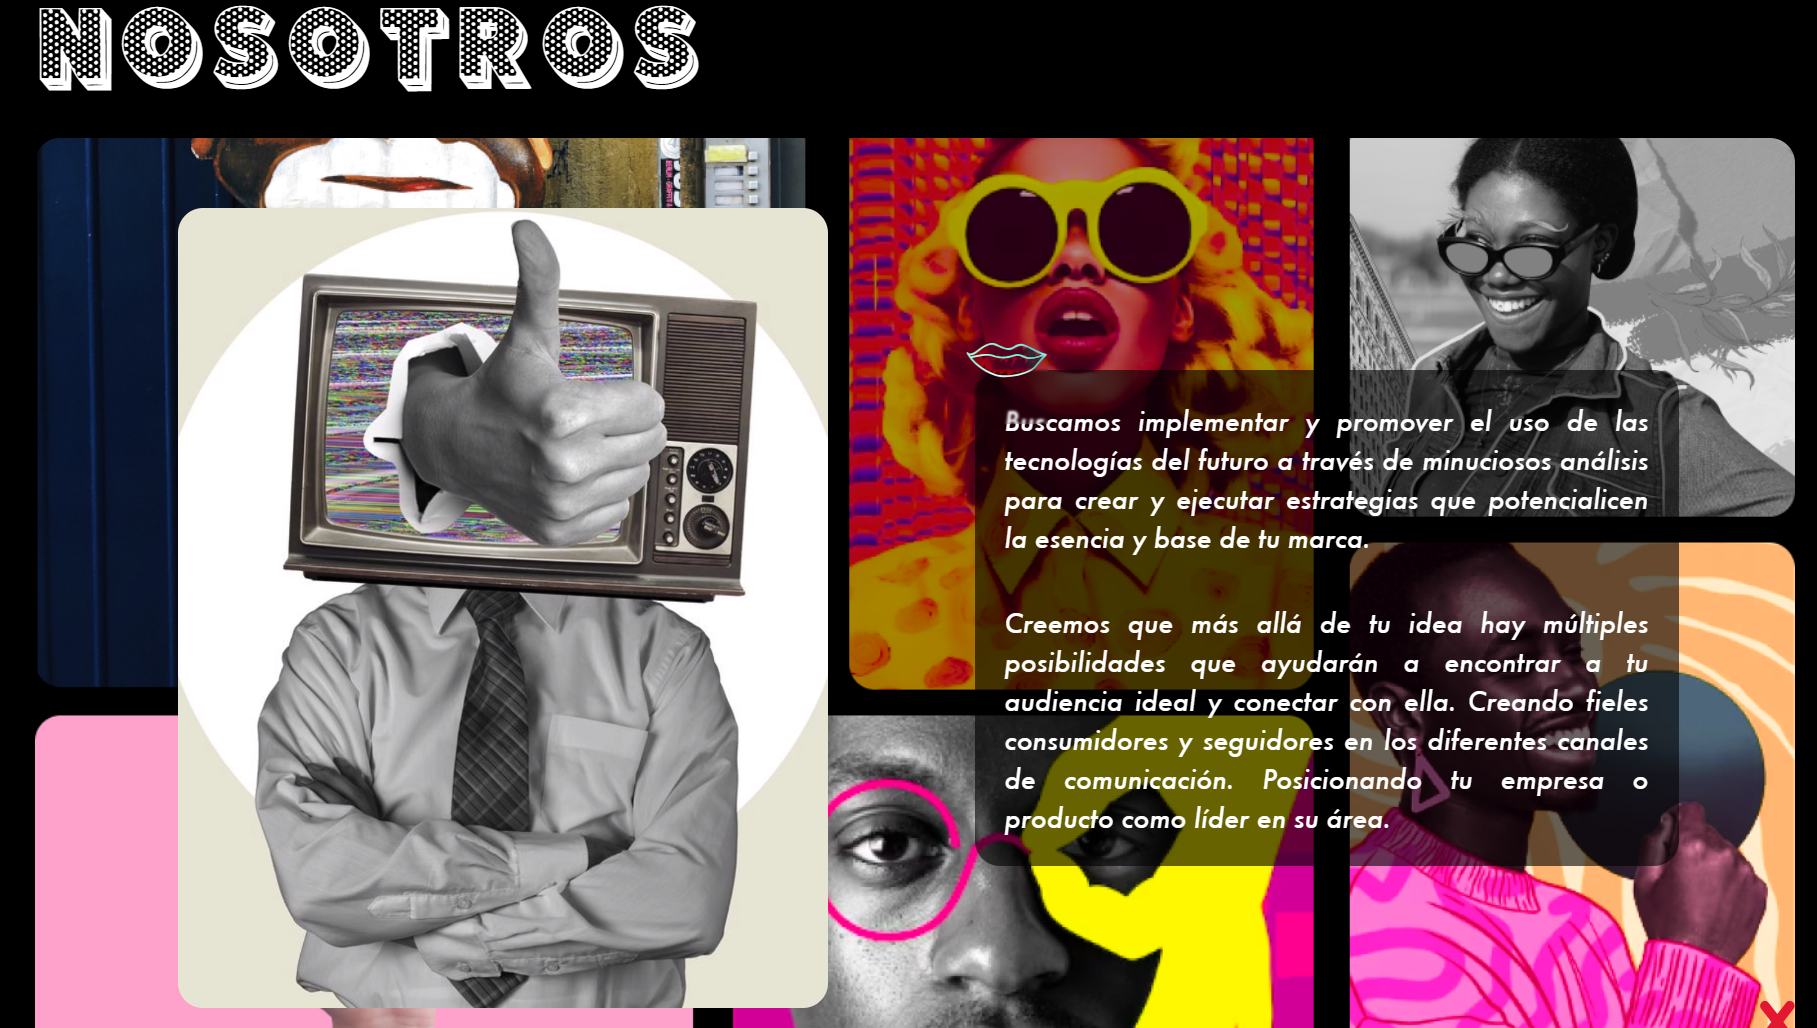 NOSOTROS
Buscamos implementar y promover el uso de las
tecnologías del futuro a través de minuciosos análisis
para crear y ejecutar estrategias que potencialicen
la esencia y base de tu marca.
Creemos que más allá de tu idea hay múltiples
posibilidades que ayudarán a encontrar a tu
audiencia ideal y conectar con ella. Creando fieles
consumidores y seguidores en los diferentes canales
de comunicación. Posicionando tu empresa o
producto como líder en su área.